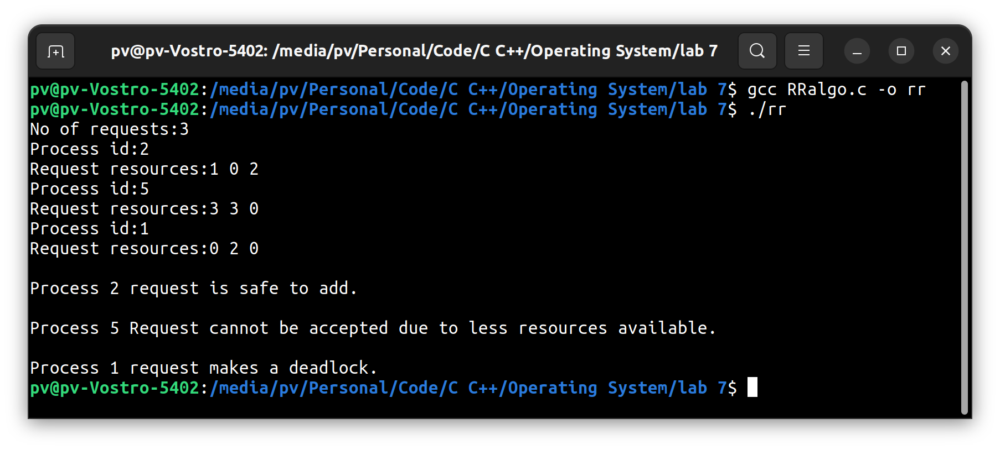 pv@pv-Vostro-5402: /media/pv/Personal/Code/C C++/Operating System/lab 7
pv@pv-Vostro-5402:/media/pv/Personal/Code/C C++/Operating System/lab 7$ gcc RRalgo.c -o rr
pv@pv-Vostro-5402:/media/pv/Personal/Code/C C++/Operating System/lab 7$ ./rr
No of requests:3
Process id:2
Request resources:1 0 2
Process id:5
Request resources:3 3 0
Process id:1
Request resources:0 2 0
Process 2 request is safe to add.
Process 5 Request cannot be accepted due to less resources available.
Process 1 request makes a deadlock.
pv@pv-Vostro-5402:/media/pv/Personal/Code/C C++/Operating System/lab 7$